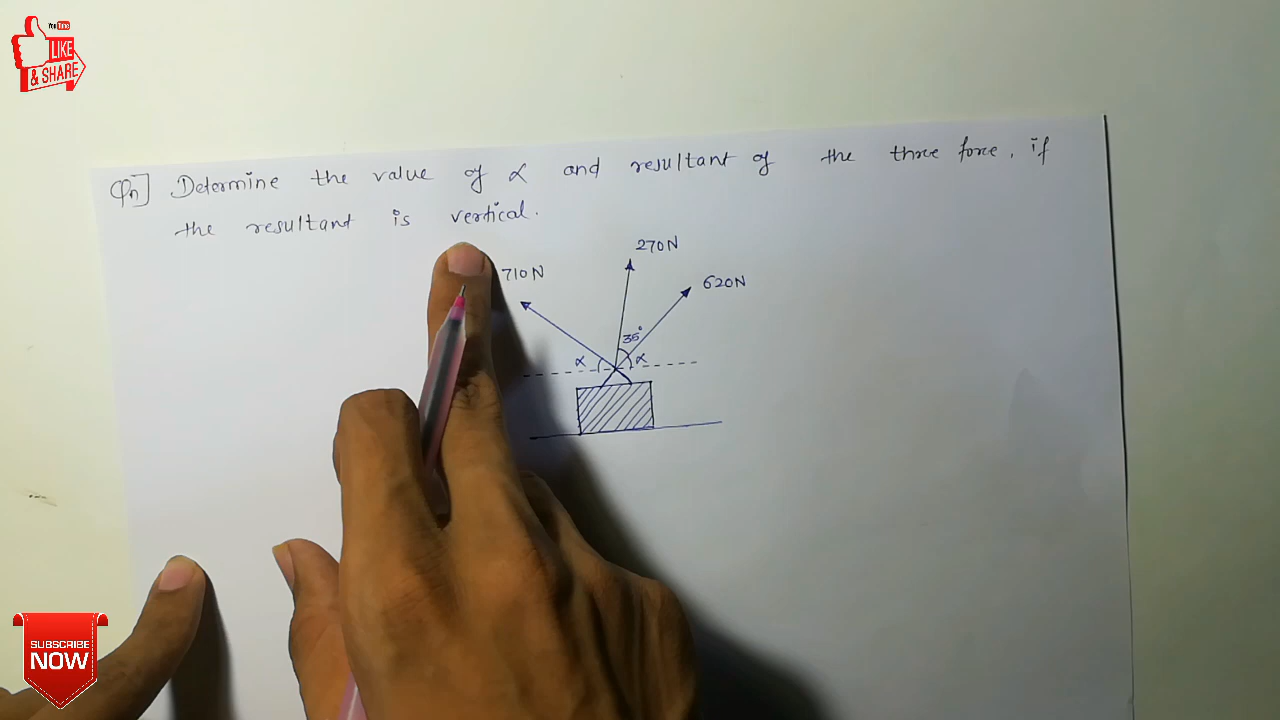 YouTube
LIKE
& SHARE
Qn] Determine the value of α and resultant of the three force, if
the resultant is vertical.
270N
710N
620N
35°
α
α
SUBSCRIBE
NOW